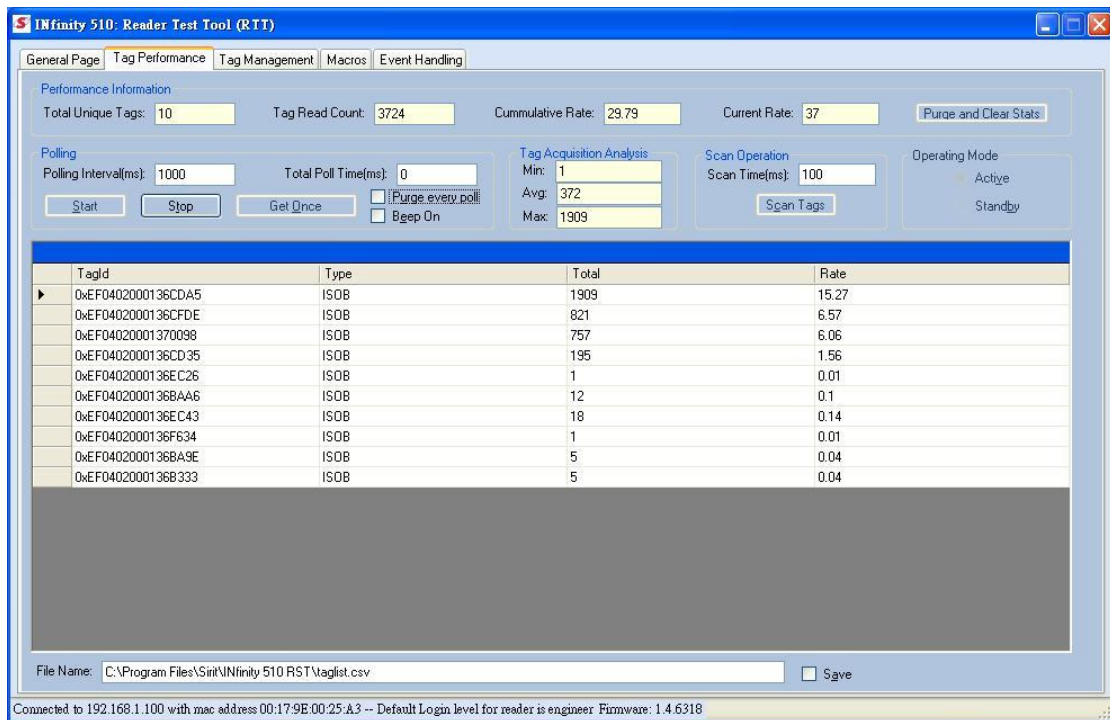 S INfinity 510: Reader Test Tool (RTT)
General Page Tag Performance Tag Management Macros Event Handling
Performance Information
Total Unique Tags: 10 Tag Read Count: 3724 Cummulative Rate: 29.79 Current Rate: 37 Purge and Clear Stats
Polling
Polling Interval(ms): 1000 Total Poll Time(ms): 0
Start Stop Get Once
Purge every poll
Beep On
Tag Acquisition Analysis
Min: 1
Avg: 372
Max: 1909
Scan Operation
Scan Time(ms): 100
Scan Tags
Operating Mode
Active
Standby
TagId Type Total Rate
0xEF0402000136CDA5 ISOB 1909 15.27
0xEF0402000136CFDE ISOB 821 6.57
0xEF04020001370098 ISOB 757 6.06
0xEF0402000136CD35 ISOB 195 1.56
0xEF0402000136EC26 ISOB 1 0.01
0xEF0402000136BAA6 ISOB 12 0.1
0xEF0402000136EC43 ISOB 18 0.14
0xEF0402000136F634 ISOB 1 0.01
0xEF0402000136BA9E ISOB 5 0.04
0xEF0402000136B333 ISOB 5 0.04
File Name: C:\Program Files\Sirit\INfinity 510 RST\taglist.csv Save
Connected to 192.168.1.100 with mac address 00:17:9E:00:25:A3 -- Default Login level for reader is engineer Firmware: 1.4.6318